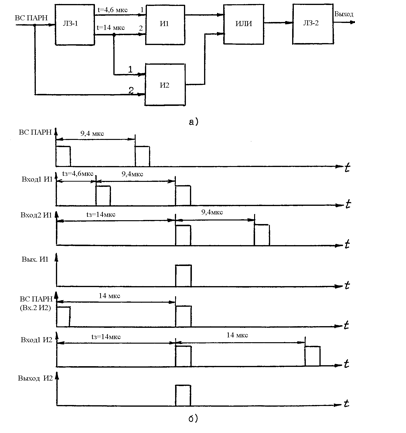 ВС ПАРН
ЛЗ-1
t=4,6 мкс
1
t=14 мкс
2
И1
ИЛИ
ЛЗ-2
Выход
1
2
И2
а)
ВС ПАРН
9,4 мкс
t
Вход1 И1
tз=4,6мкс
9,4мкс
t
Вход2 И1
tз=14мкс
9,4мкс
t
Вых. И1
t
ВС ПАРН
(Вх.2 И2)
14 мкс
t
Вход1 И2
tз=14мкс
14 мкс
t
Выход И2
t
б)